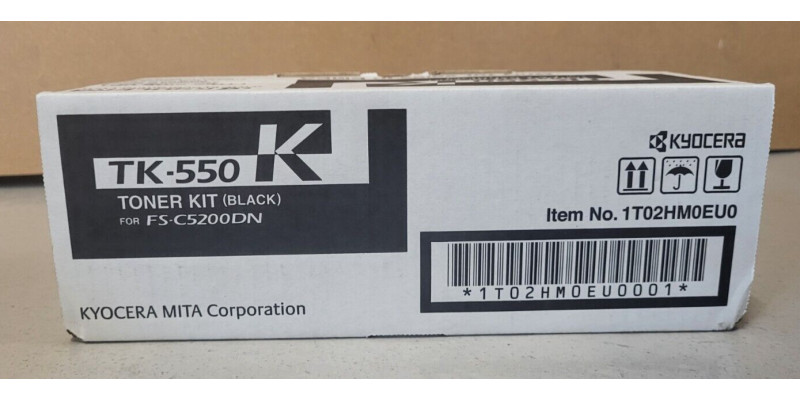 TK-550 K
TONER KIT (BLACK)
FOR FS-C5200DN
KYOCERA MITA Corporation
KYOCERA
Item No. 1T02HM0EU0
*1T02HM0EU0001*